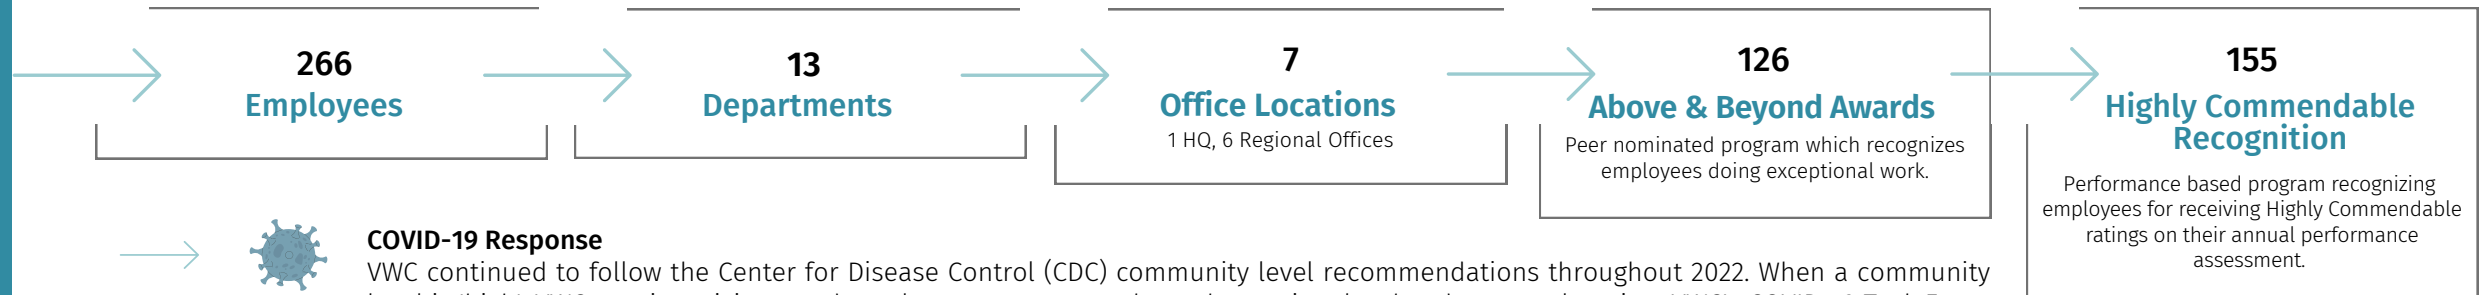 266
Employees
13
Departments
7
Office Locations
1 HQ, 6 Regional Offices
126
Above & Beyond Awards
Peer nominated program which recognizes
employees doing exceptional work.
155
Highly Commendable
Recognition
Performance based program recognizing
employees for receiving Highly Commendable
ratings on their annual performance
assessment.
COVID-19 Response
VWC continued to follow the Center for Disease Control (CDC) community level recommendations throughout 2022. When a community